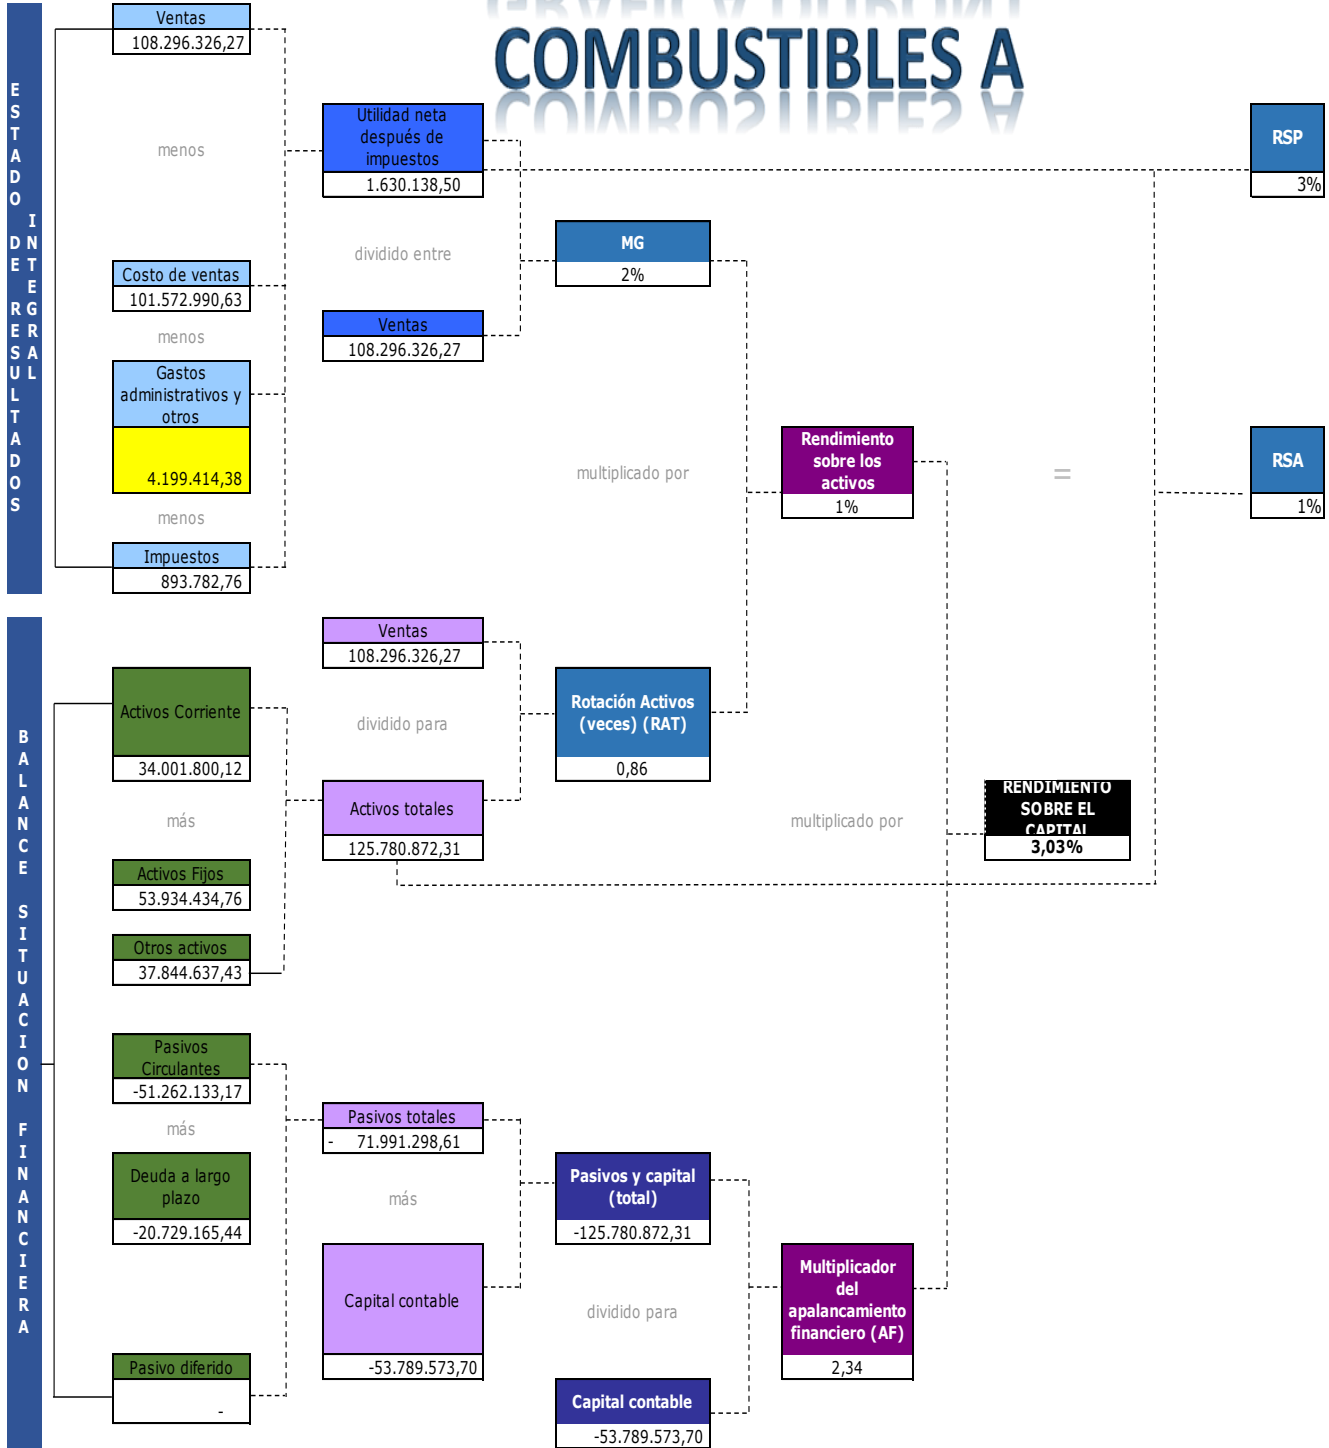 GRAFICA DUPONT
COMBUSTIBLES A
ESTADO DE RESULTADOS
INTEGRAL
Ventas
108.296.326,27
menos
Costo de ventas
101.572.990,63
menos
Gastos
administrativos y
otros
4.199.414,38
menos
Impuestos
893.782,76
Utilidad neta
después de
impuestos
1.630.138,50
dividido entre
Ventas
108.296.326,27
MG
2%
multiplicado por
Rendimiento
sobre los
activos
1%
=
RSP
3%
RSA
1%
BALANCE SITUACION FINANCIERA
Activos Corriente
34.001.800,12
más
Activos Fijos
53.934.434,76
Otros activos
37.844.637,43
Ventas
108.296.326,27
dividido para
Activos totales
125.780.872,31
Rotación Activos
(veces) (RAT)
0,86
multiplicado por
RENDIMIENTO
SOBRE EL
CAPITAL
3,03%
Pasivos
Circulantes
-51.262.133,17
más
Deuda a largo
plazo
-20.729.165,44
Pasivo diferido
-
Pasivos totales
- 71.991.298,61
más
Capital contable
-53.789.573,70
Pasivos y capital
(total)
-125.780.872,31
dividido para
Capital contable
-53.789.573,70
Multiplicador
del
apalancamiento
financiero (AF)
2,34